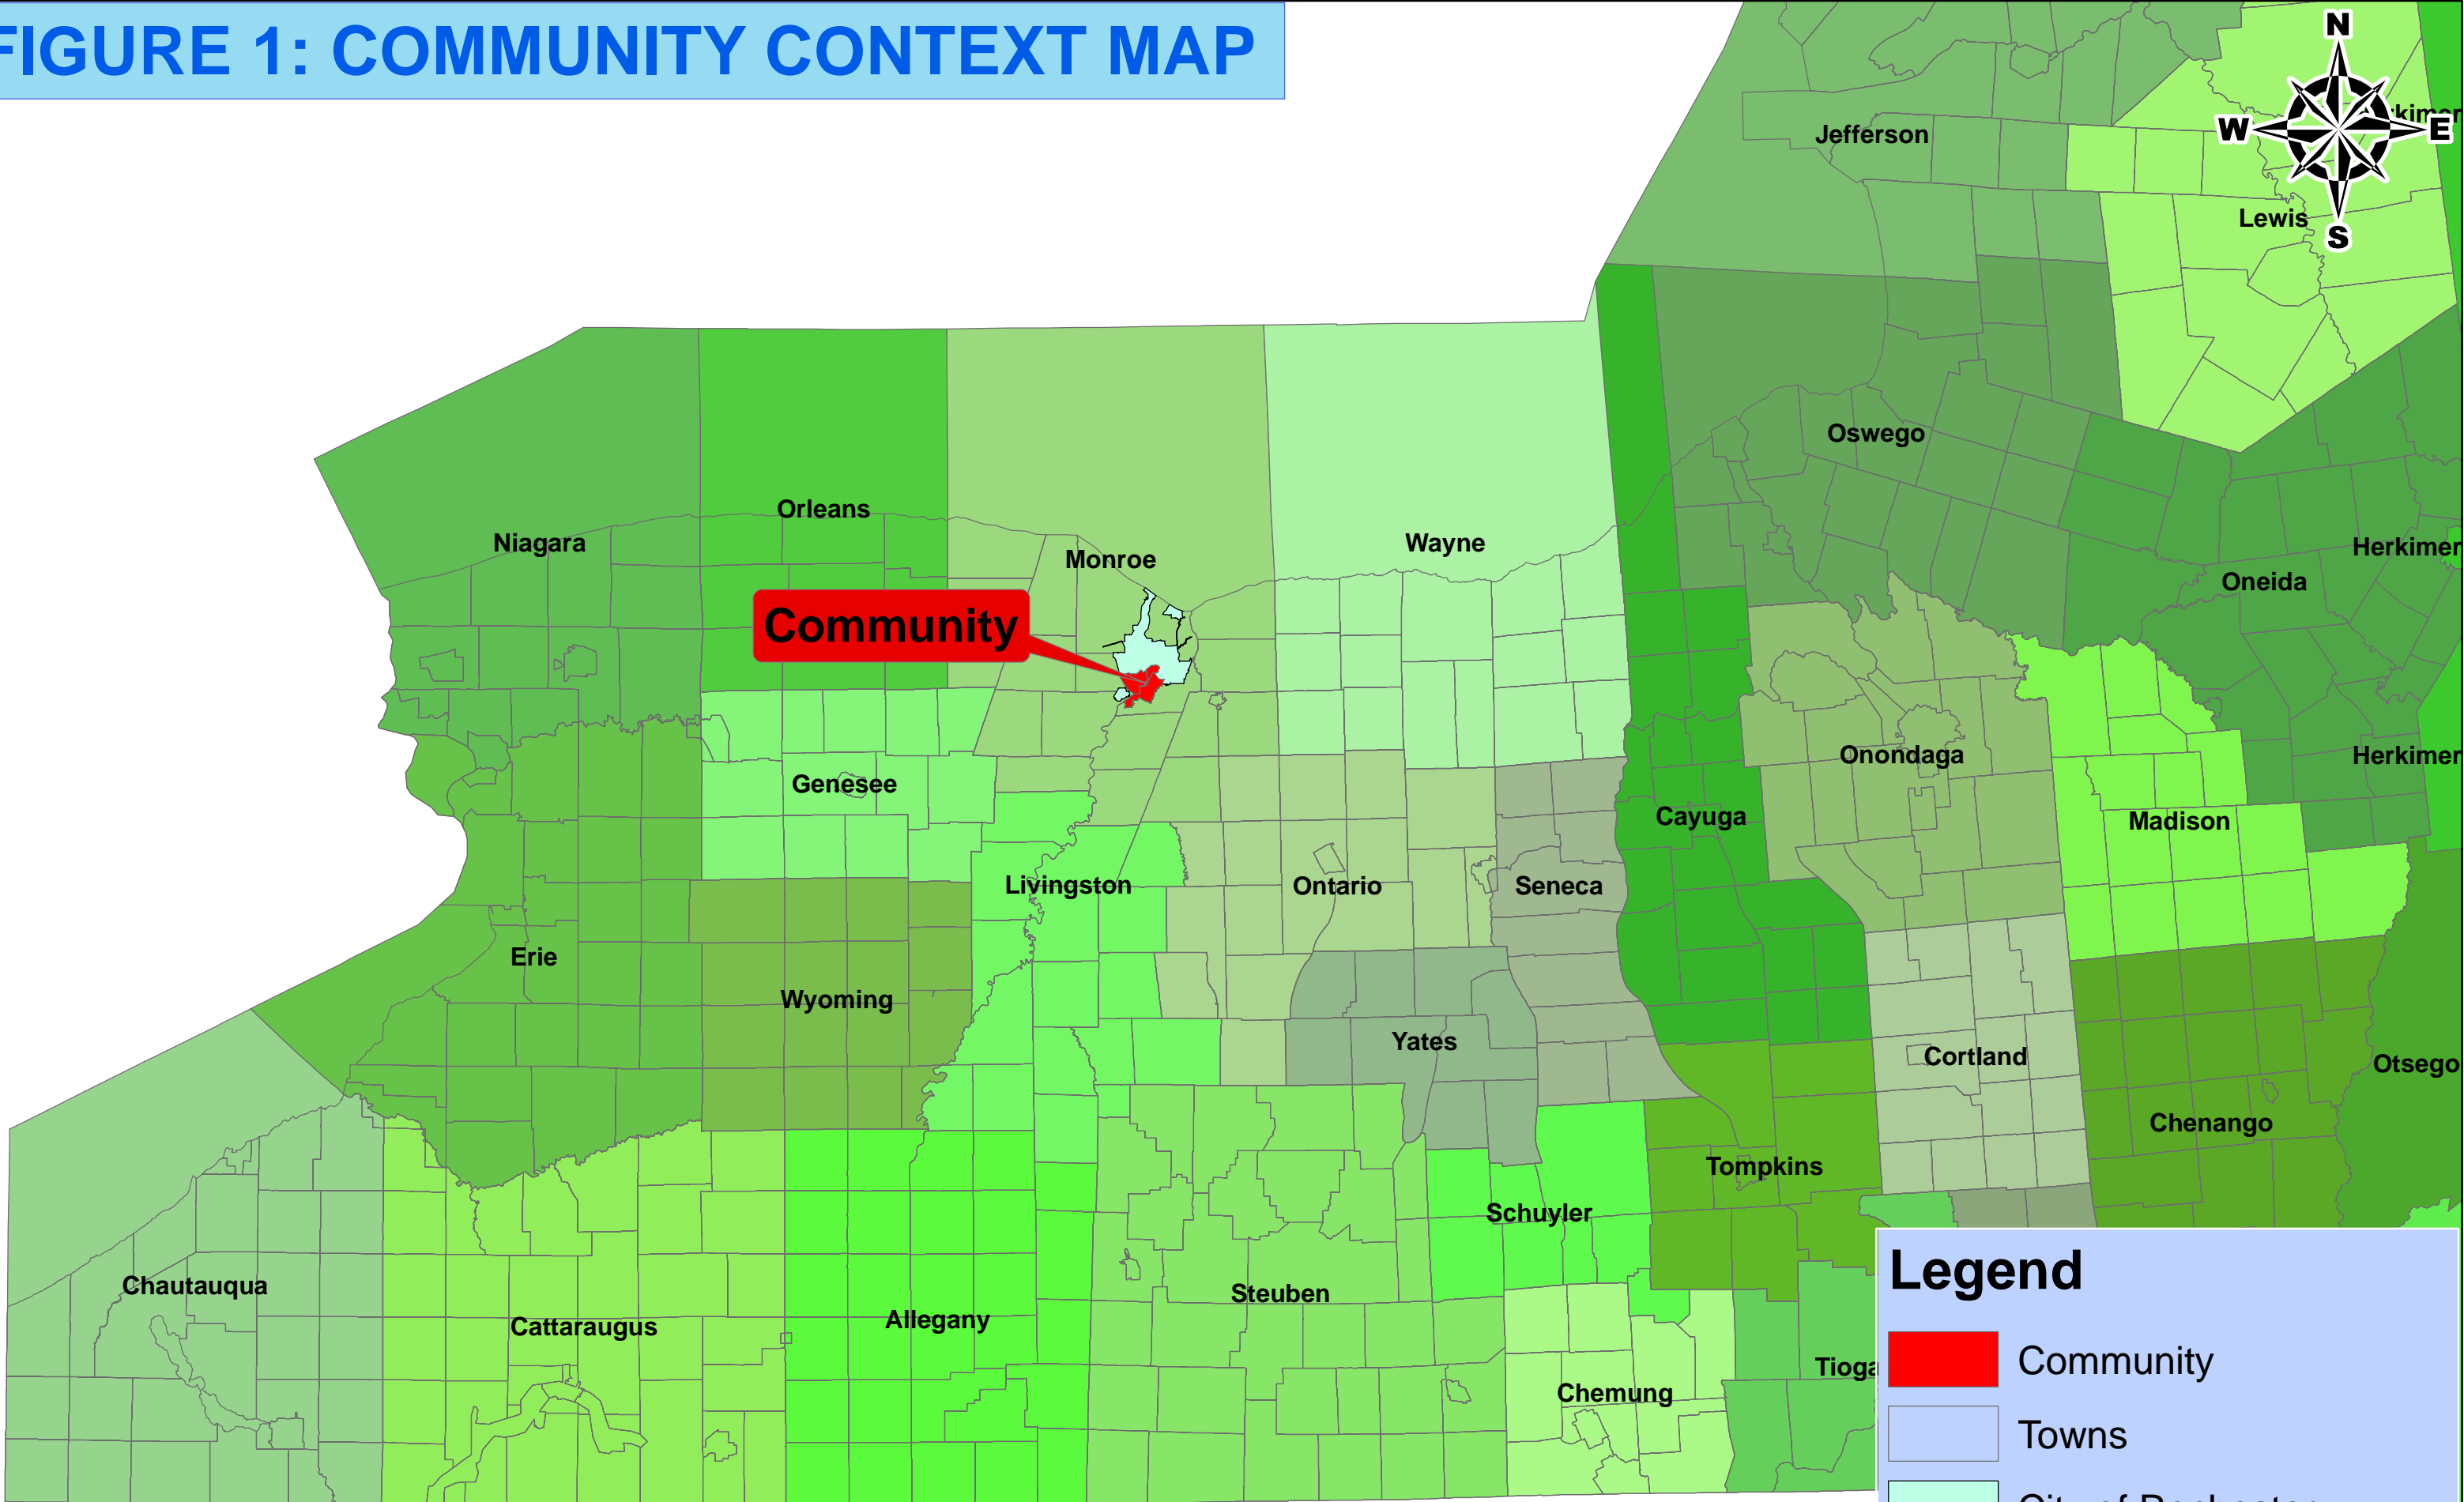 FIGURE 1: COMMUNITY CONTEXT MAP
N
W
E
S
Jefferson
Lewis
Oswego
Orleans
Niagara
Monroe
Wayne
Herkimer
Oneida
Community
Onondaga
Herkimer
Genesee
Cayuga
Madison
Livingston
Ontario
Seneca
Erie
Wyoming
Yates
Cortland
Otsego
Chenango
Tompkins
Schuyler
Chautauqua
Steuben
Allegany
Cattaraugus
Tioga
Chemung
Legend
Community
Towns